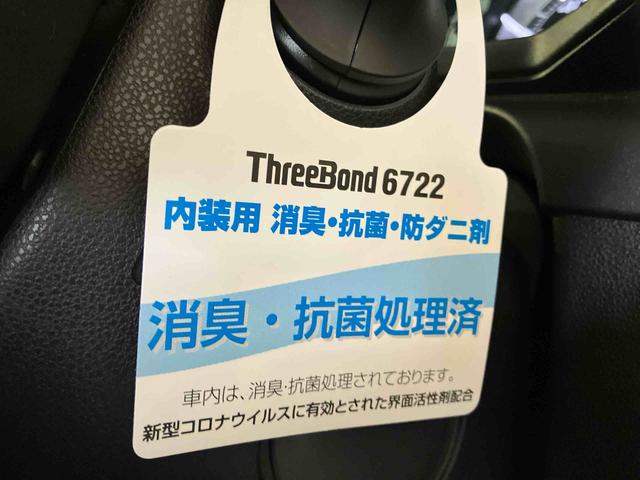 ThreeBond 6722
内装用 消臭・抗菌・防ダニ剤
消臭・抗菌処理済
車内は、消臭・抗菌処理されております。
新型コロナウイルスに有効とされた界面活性剤配合